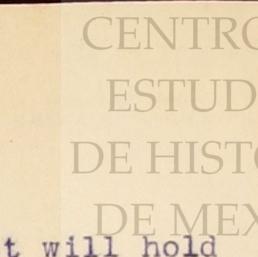 CENTRO
ESTUD
DE HISTO
DE MEX
t will hold